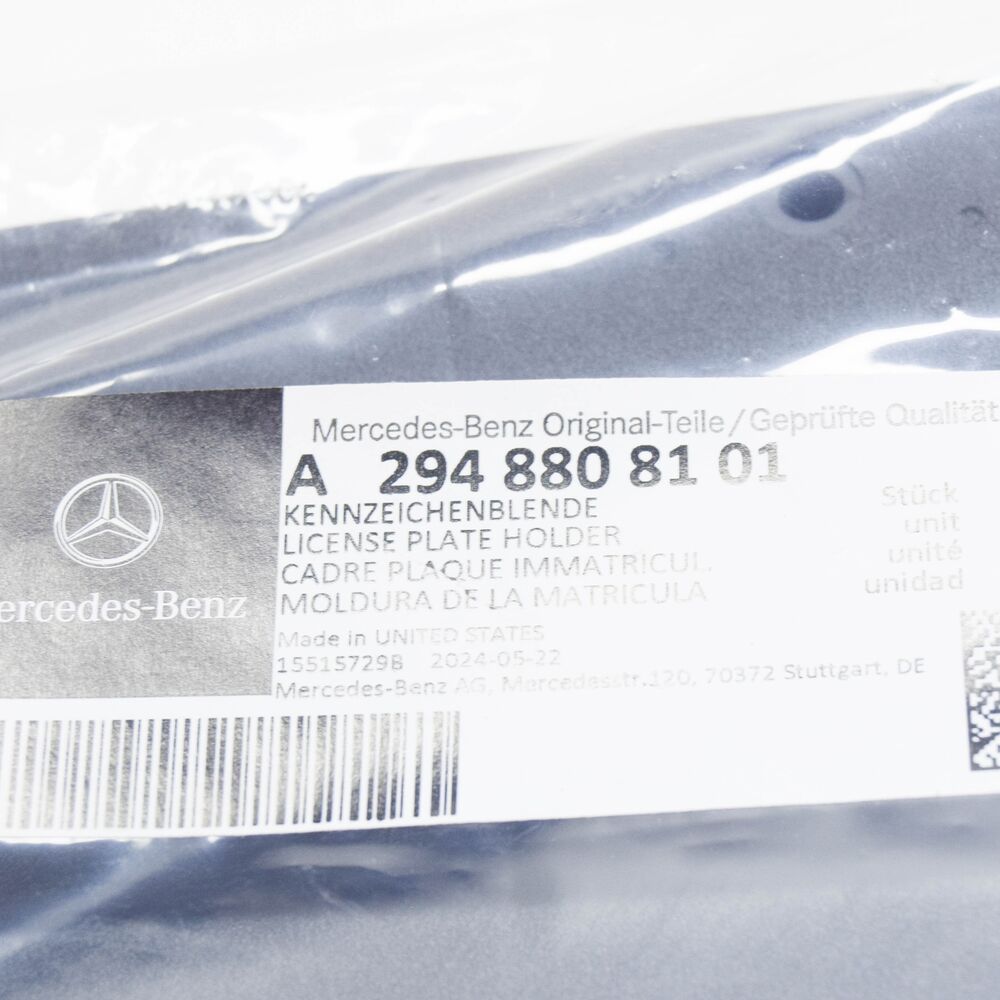 Mercedes-Benz Original-Teile/Geprüfte Qualität
A 294 880 81 01
KENNZEICHENBLENDE
LICENSE PLATE HOLDER
CADRE PLAQUE IMMATRICUL.
MOLDURA DE LA MATRICULA
Stück
unit
unité
unidad
Made in UNITED STATES
15515729B 2024-05-22
Mercedes-Benz AG, Mercedesstr.120, 70372 Stuttgart, DE
ercedes-Benz